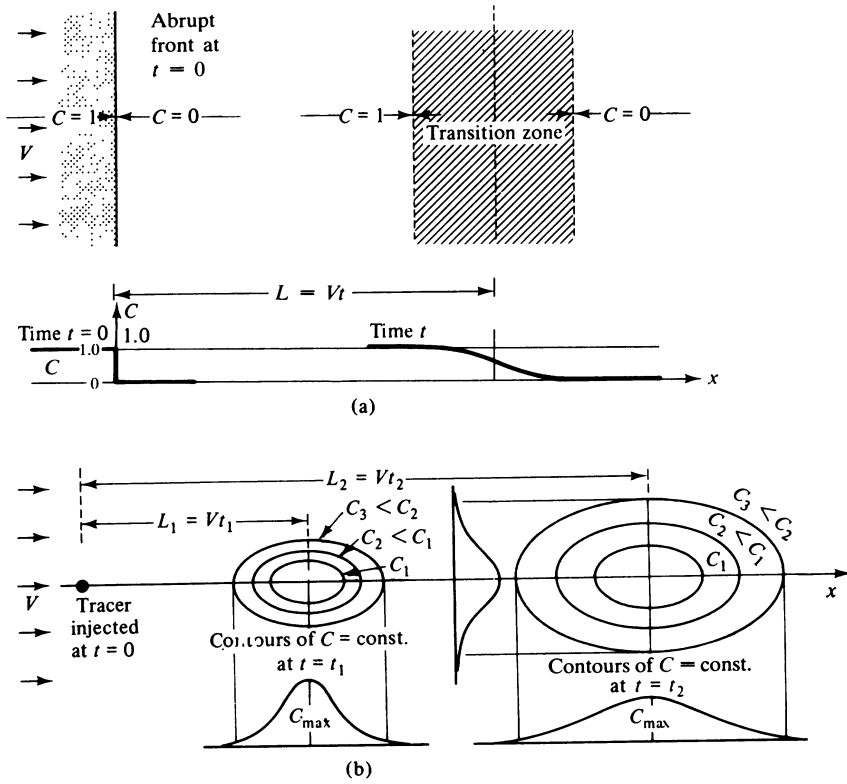 Abrupt
front at
t = 0
C = 1
C = 0
C = 1
C = 0
Transition zone
V
L = Vt
C
Time t = 0
1.0
Time t
1.0
C
0
x
(a)
L₂ = Vt₂
L₁ = Vt₁
C₃ < C₂
C₂ < C₁
C₁
C₃ < C₂
C₂ < C₁
C₁
V
x
Tracer
injected
at t = 0
Contours of C = const.
at t = t₁
Contours of C = const.
at t = t₂
Cmax
Cmax
(b)